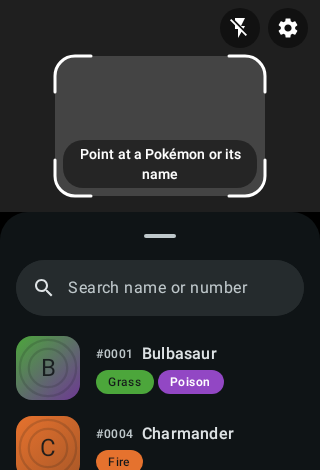 Point at a Pokémon or its
name
Search name or number
B
#0001 Bulbasaur
Grass Poison
C
#0004 Charmander
Fire